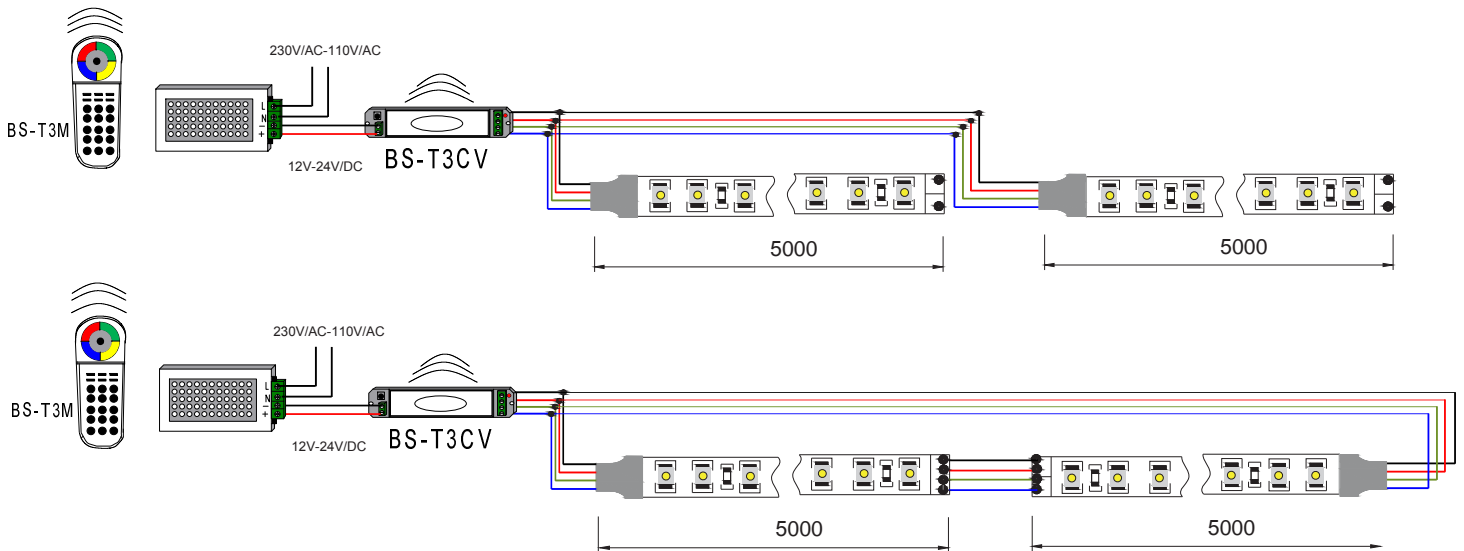 230V/AC-110V/AC
L
N
BS-T3M
−
+
12V-24V/DC
BS-T3CV
5000
5000
230V/AC-110V/AC
L
N
BS-T3M
−
+
12V-24V/DC
BS-T3CV
5000
5000